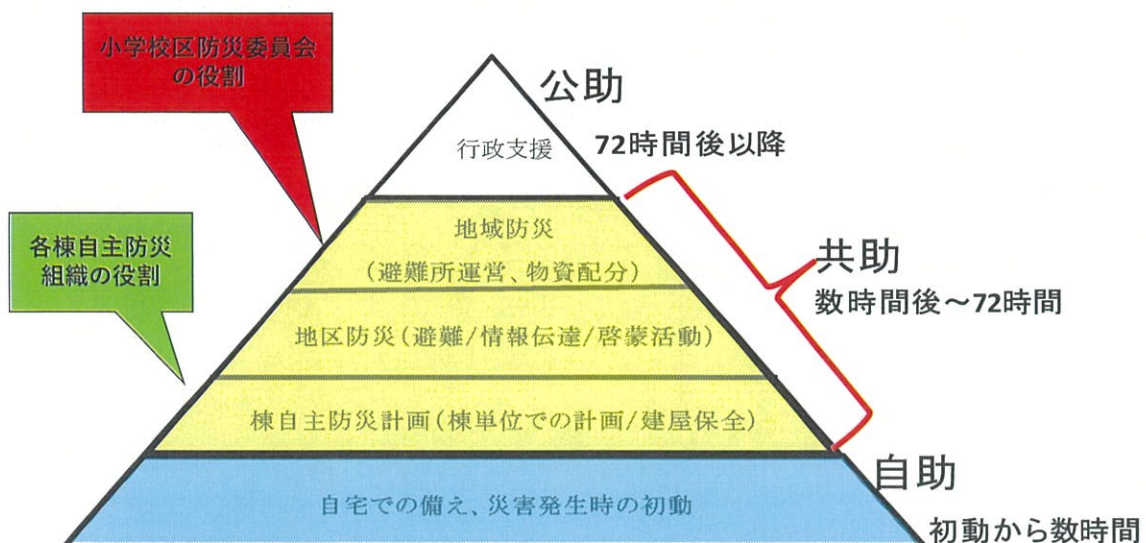 小学校区防災委員会
の役割
公助
72時間後以降
行政支援
各棟自主防災
組織の役割
地域防災
(避難所運営、物資配分)
共助
数時間後～72時間
地区防災(避難/情報伝達/啓蒙活動)
棟自主防災計画(棟単位での計画/建屋保全)
自助
自宅での備え、災害発生時の初動
初動から数時間